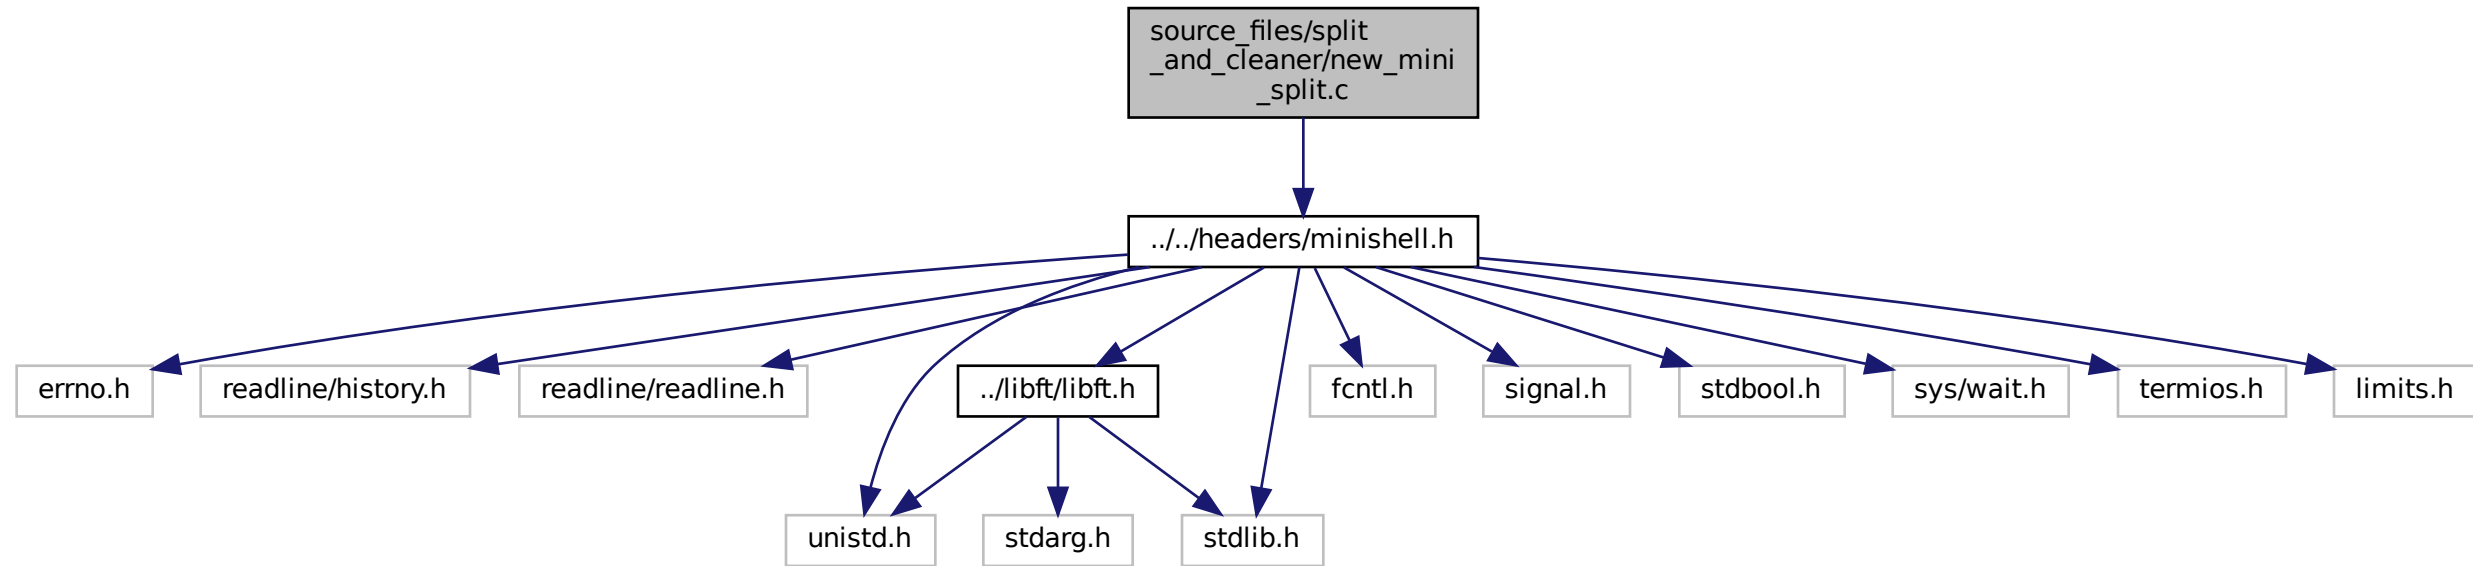 source_files/split
_and_cleaner/new_mini
_split.c
../../headers/minishell.h
errno.h
readline/history.h
readline/readline.h
../libft/libft.h
fcntl.h
signal.h
stdbool.h
sys/wait.h
termios.h
limits.h
unistd.h
stdarg.h
stdlib.h